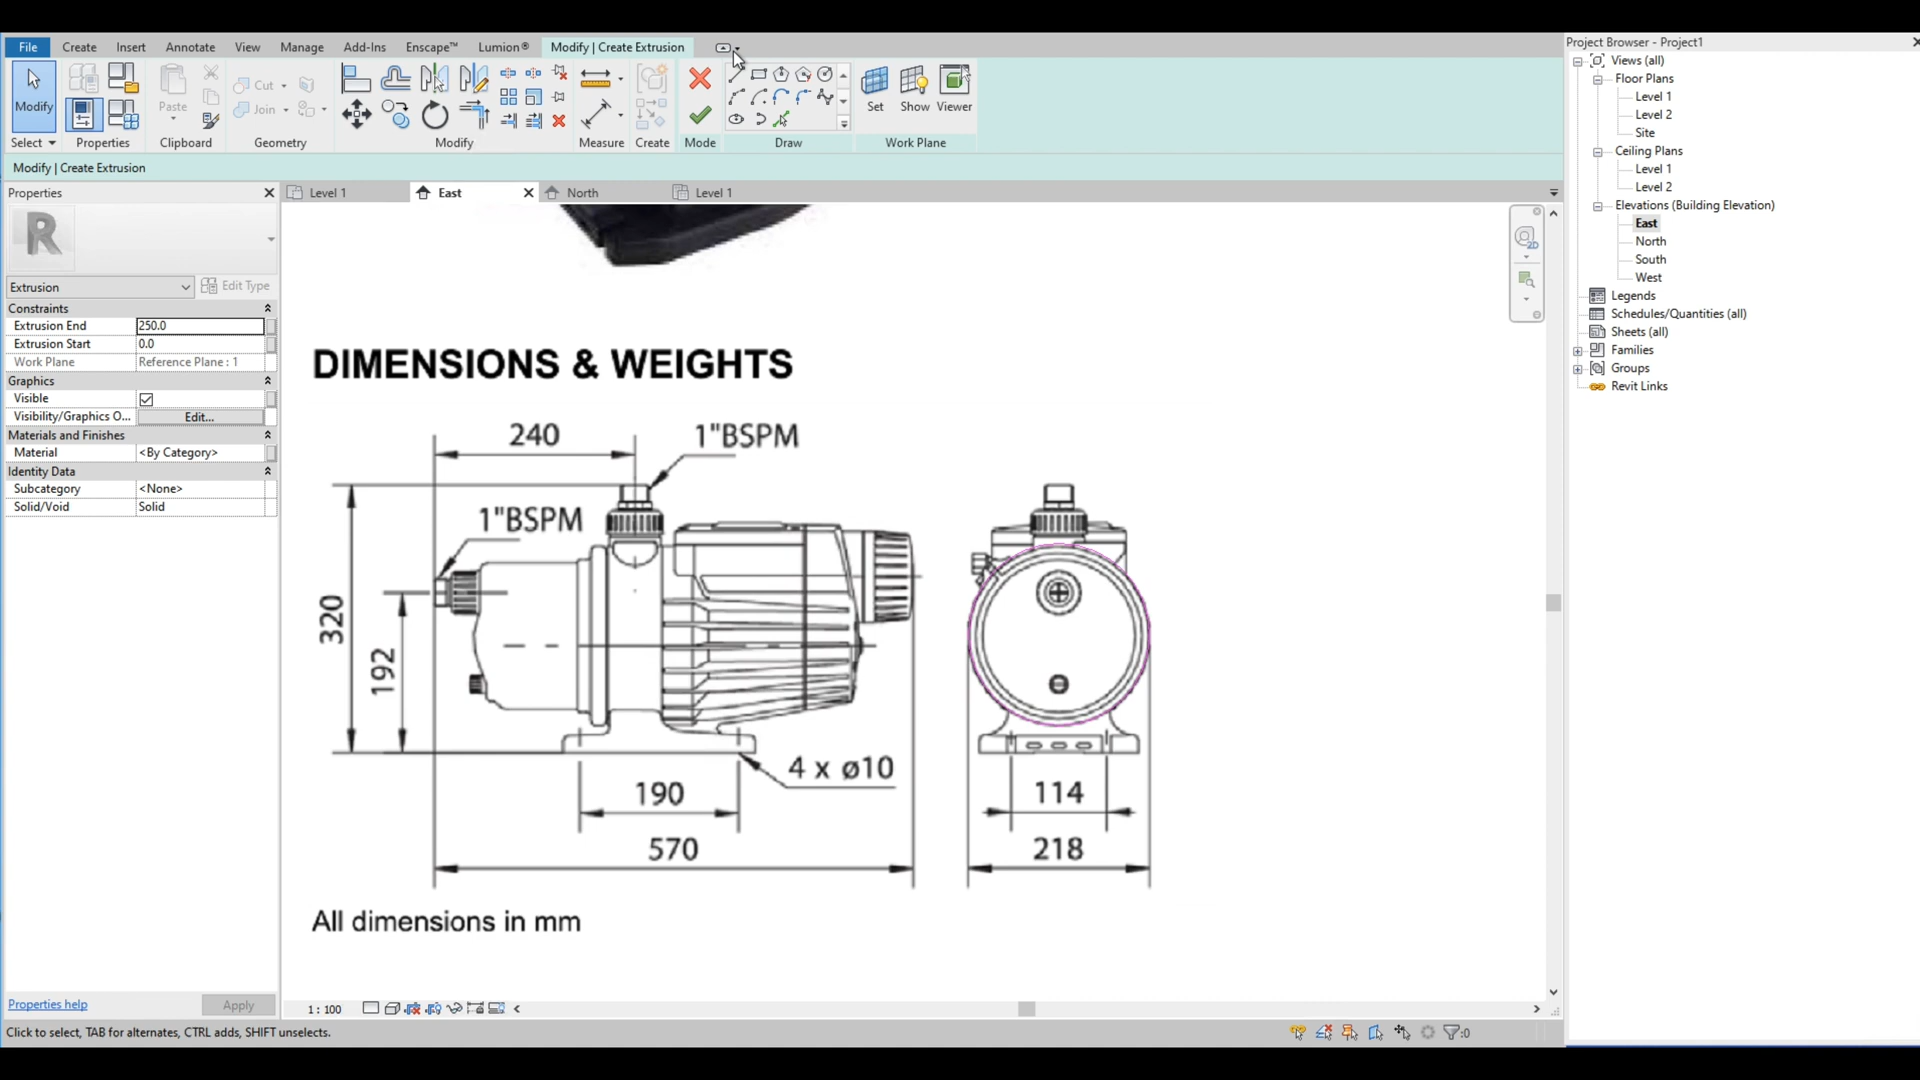 File Create Insert Annotate View Manage Add-Ins Enscape™ Lumion® Modify | Create Extrusion
Modify
Paste
Cut
Join
Set Show Viewer
Select Properties Clipboard Geometry Modify Measure Create Mode Draw Work Plane
Modify | Create Extrusion
Properties
Level 1 East North Level 1
R
Extrusion Edit Type
Constraints
Extrusion End 250.0
Extrusion Start 0.0
Work Plane Reference Plane : 1
Graphics
Visible
Visibility/Graphics O... Edit...
Materials and Finishes
Material <By Category>
Identity Data
Subcategory <None>
Solid/Void Solid
Properties help Apply
DIMENSIONS & WEIGHTS
240
1"BSPM
1"BSPM
320
192
4 x ø10
190
570
114
218
All dimensions in mm
2D
1 : 100
Click to select, TAB for alternates, CTRL adds, SHIFT unselects.
:0
Project Browser - Project1
Views (all)
Floor Plans
Level 1
Level 2
Site
Ceiling Plans
Level 1
Level 2
Elevations (Building Elevation)
East
North
South
West
Legends
Schedules/Quantities (all)
Sheets (all)
Families
Groups
Revit Links